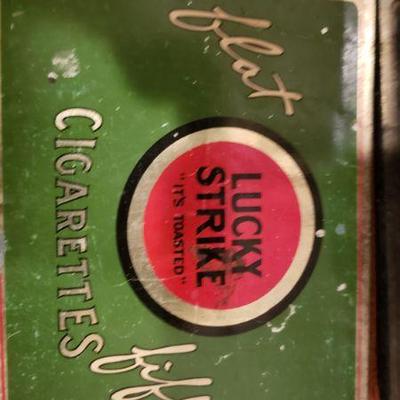 flat
LUCKY
STRIKE
"IT'S TOASTED"
CIGARETTES